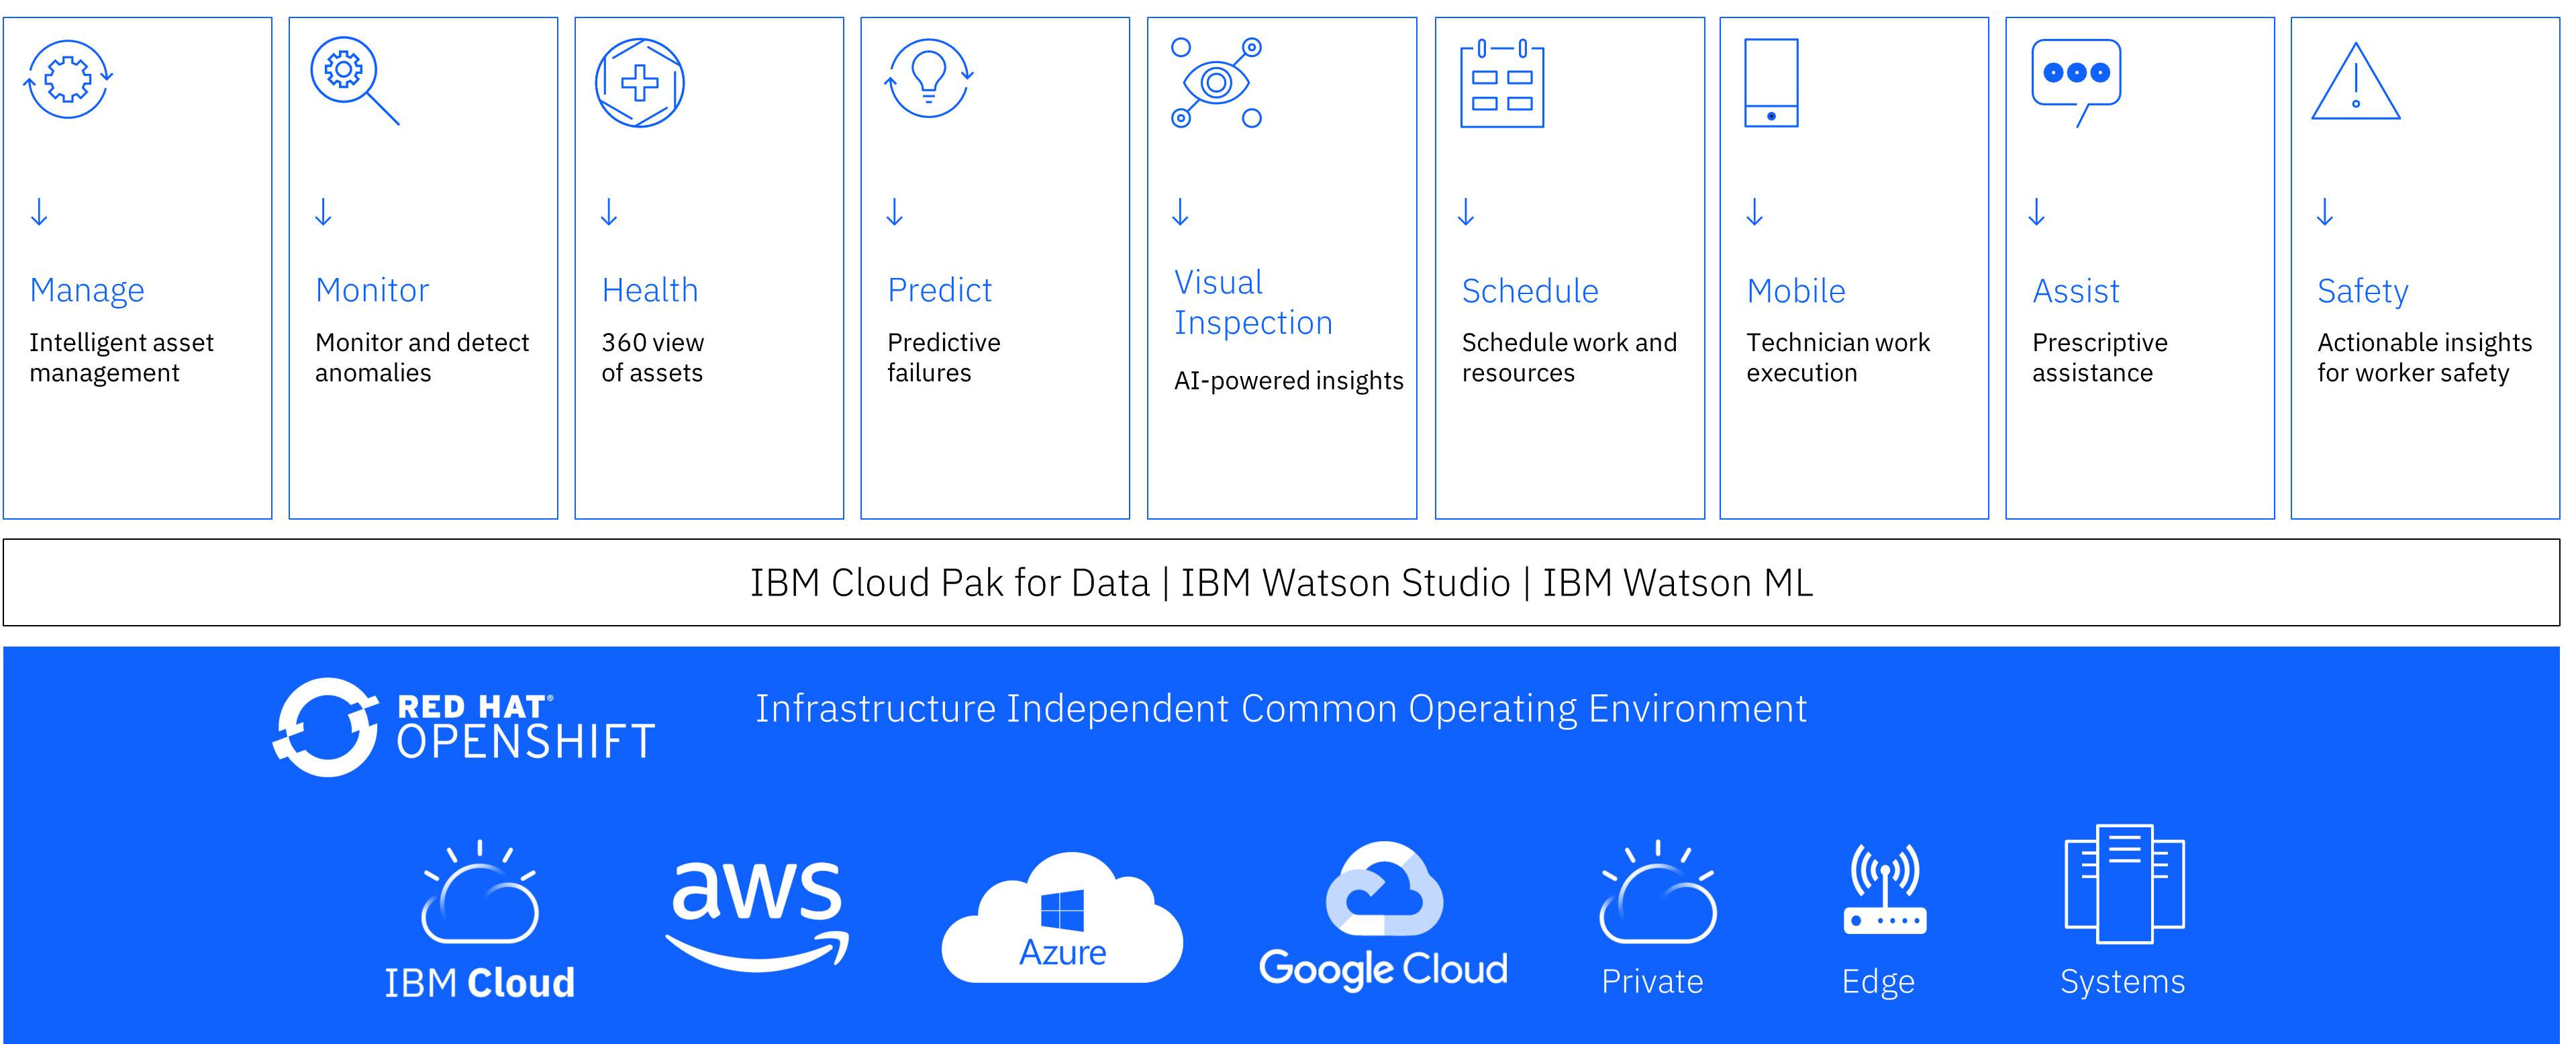 Manage
Intelligent asset
management
Monitor
Monitor and detect
anomalies
Health
360 view
of assets
Predict
Predictive
failures
Visual
Inspection
AI-powered insights
Schedule
Schedule work and
resources
Mobile
Technician work
execution
Assist
Prescriptive
assistance
Safety
Actionable insights
for worker safety
IBM Cloud Pak for Data | IBM Watson Studio | IBM Watson ML
RED HAT®
OPENSHIFT
Infrastructure Independent Common Operating Environment
IBM Cloud
aws
Azure
Google Cloud
Private
Edge
Systems